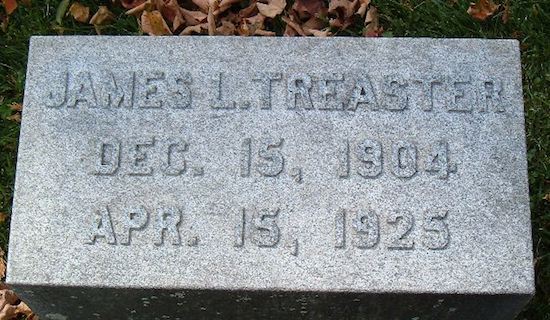 JAMES L. TREASTER
DEC. 15, 1904
APR. 15, 1925